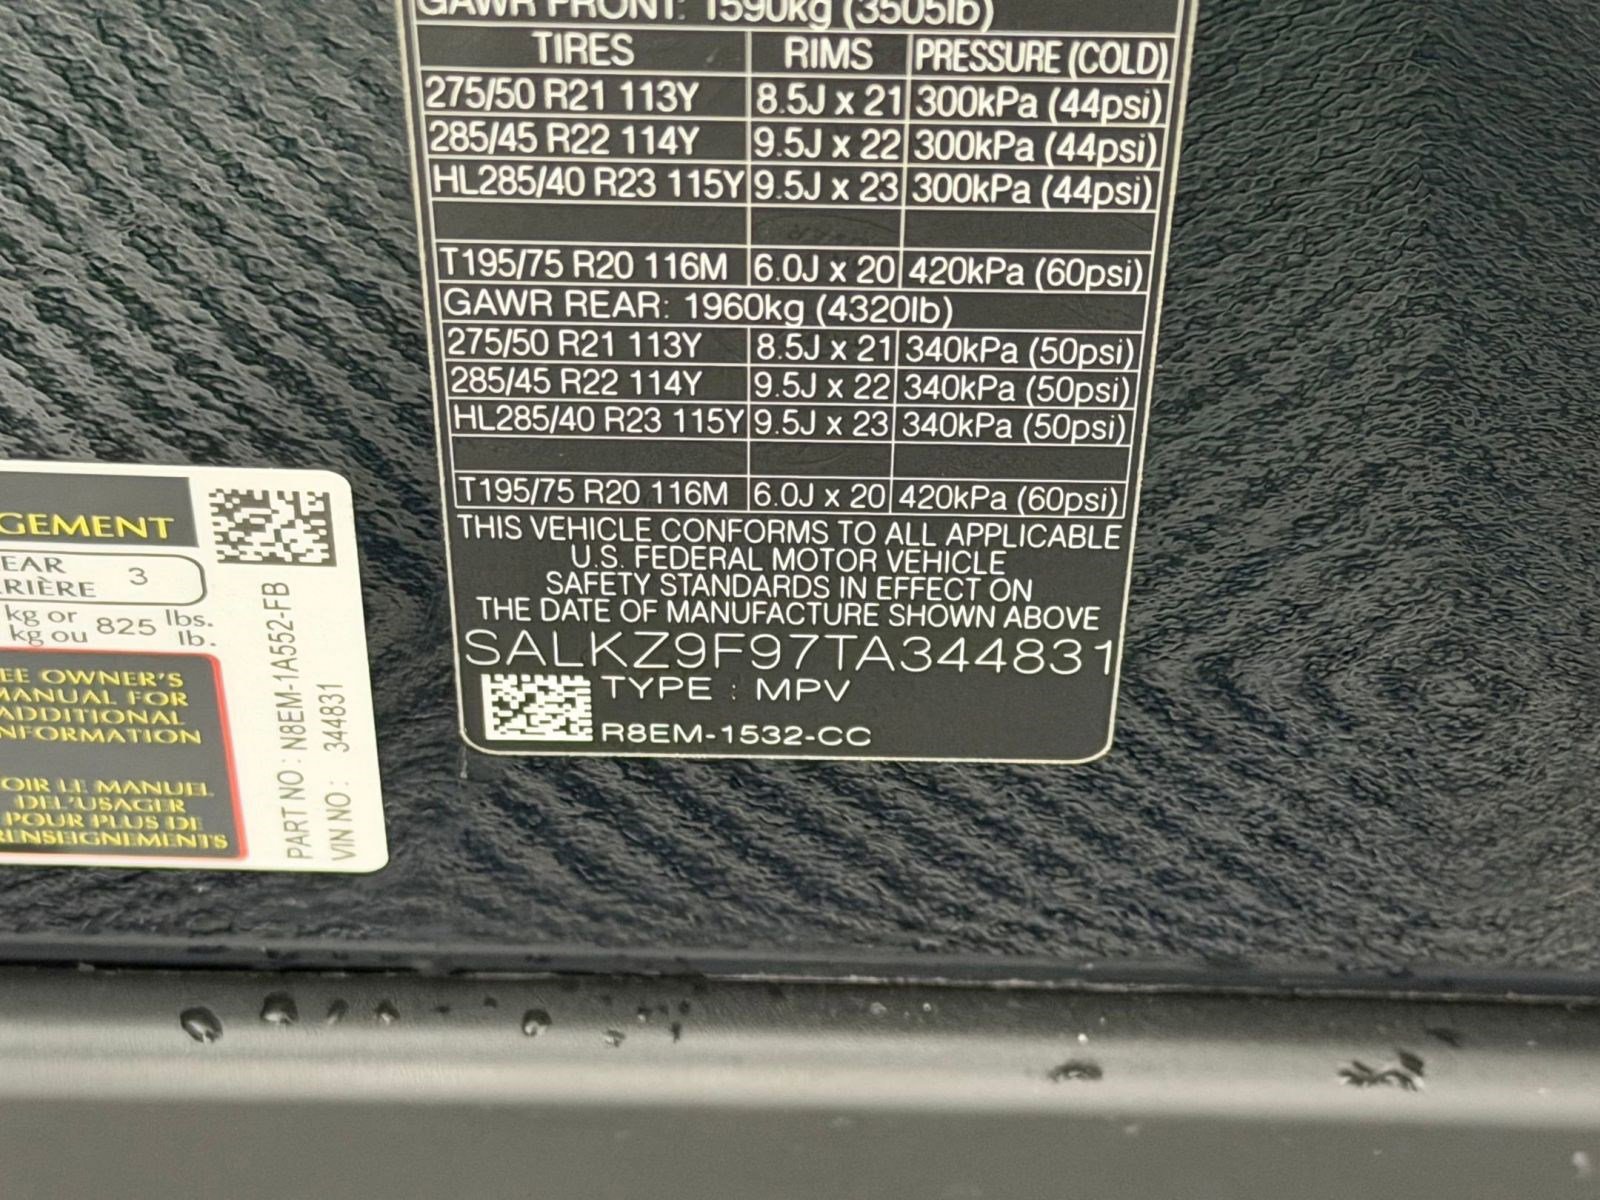 GAWR FRONT: 1590kg (3505lb)
TIRES RIMS PRESSURE (COLD)
275/50 R21 113Y 8.5J x 21 300kPa (44psi)
285/45 R22 114Y 9.5J x 22 300kPa (44psi)
HL285/40 R23 115Y 9.5J x 23 300kPa (44psi)
T195/75 R20 116M 6.0J x 20 420kPa (60psi)
GAWR REAR: 1960kg (4320lb)
275/50 R21 113Y 8.5J x 21 340kPa (50psi)
285/45 R22 114Y 9.5J x 22 340kPa (50psi)
HL285/40 R23 115Y 9.5J x 23 340kPa (50psi)
T195/75 R20 116M 6.0J x 20 420kPa (60psi)
THIS VEHICLE CONFORMS TO ALL APPLICABLE
U.S. FEDERAL MOTOR VEHICLE
SAFETY STANDARDS IN EFFECT ON
THE DATE OF MANUFACTURE SHOWN ABOVE
SALKZ9F97TA344831
TYPE : MPV
R8EM-1532-CC
GEMENT
EAR 3
RIÈRE
kg or 825 lbs.
kg ou lb.
EE OWNER'S
MANUAL FOR
ADDITIONAL
NFORMATION
OIR LE MANUEL
DEL'USAGER
POUR PLUS DE
RENSEIGNEMENTS
PART NO : N8EM-1A552-FB
VIN NO : 344831